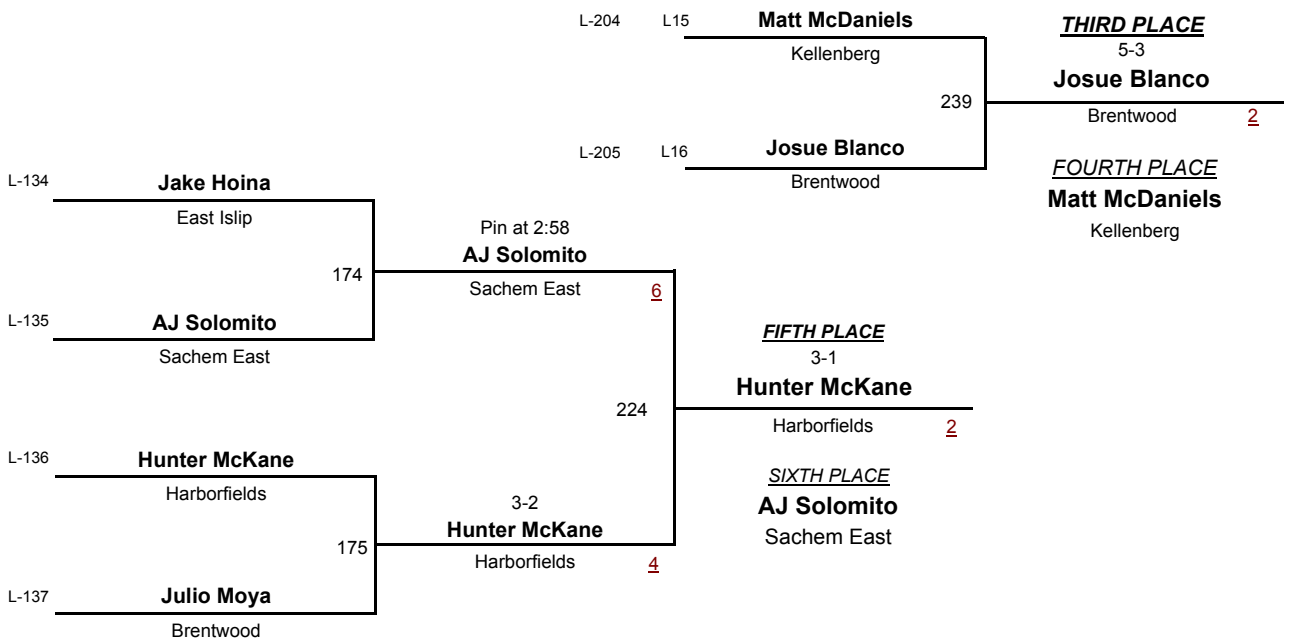 L-204 L15 Matt McDaniels
Kellenberg
239
L-205 L16 Josue Blanco
Brentwood
THIRD PLACE
5-3
Josue Blanco
Brentwood 2
FOURTH PLACE
Matt McDaniels
Kellenberg
L-134 Jake Hoina
East Islip
174
L-135 AJ Solomito
Sachem East
Pin at 2:58
AJ Solomito
Sachem East 6
224
L-136 Hunter McKane
Harborfields
175
L-137 Julio Moya
Brentwood
3-2
Hunter McKane
Harborfields 4
FIFTH PLACE
3-1
Hunter McKane
Harborfields 2
SIXTH PLACE
AJ Solomito
Sachem East